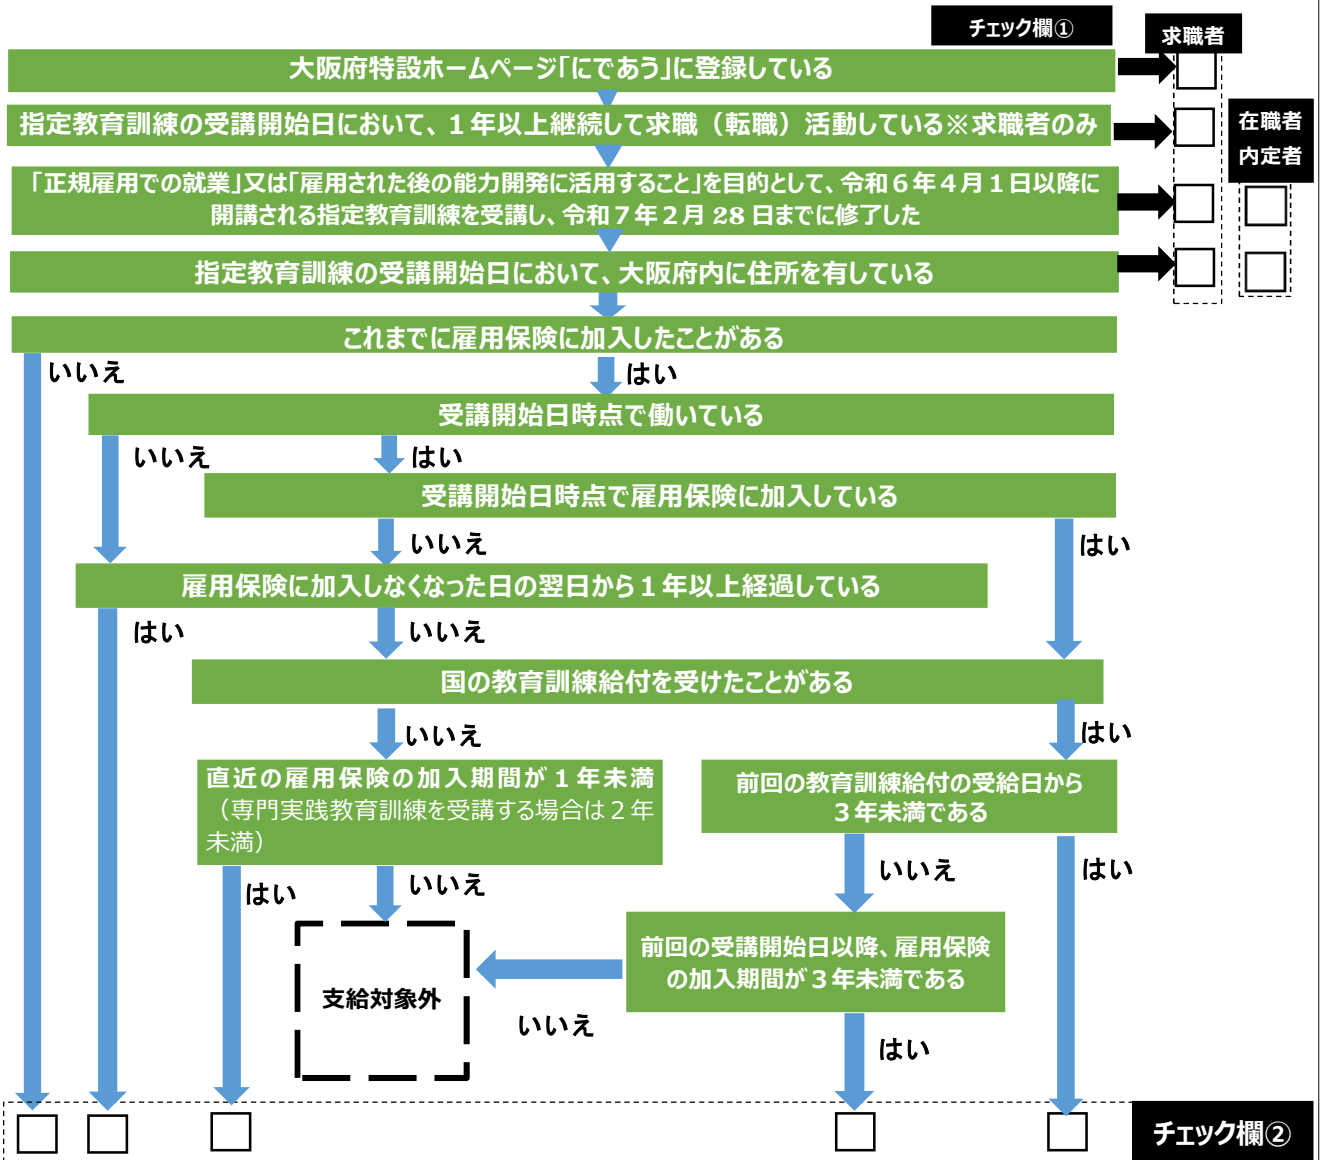 チェック欄①
求職者
大阪府特設ホームページ「にであう」に登録している
指定教育訓練の受講開始日において、１年以上継続して求職（転職）活動している※求職者のみ
在職者
内定者
「正規雇用での就業」又は「雇用された後の能力開発に活用すること」を目的として、令和６年４月１日以降に
開講される指定教育訓練を受講し、令和７年２月 28 日までに修了した
指定教育訓練の受講開始日において、大阪府内に住所を有している
これまでに雇用保険に加入したことがある
いいえ
はい
受講開始日時点で働いている
いいえ
はい
受講開始日時点で雇用保険に加入している
いいえ
はい
雇用保険に加入しなくなった日の翌日から１年以上経過している
はい
いいえ
国の教育訓練給付を受けたことがある
いいえ
はい
直近の雇用保険の加入期間が１年未満
（専門実践教育訓練を受講する場合は２年
未満）
前回の教育訓練給付の受給日から
３年未満である
はい
いいえ
いいえ
はい
前回の受講開始日以降、雇用保険
の加入期間が３年未満である
支給対象外
いいえ
はい
チェック欄②